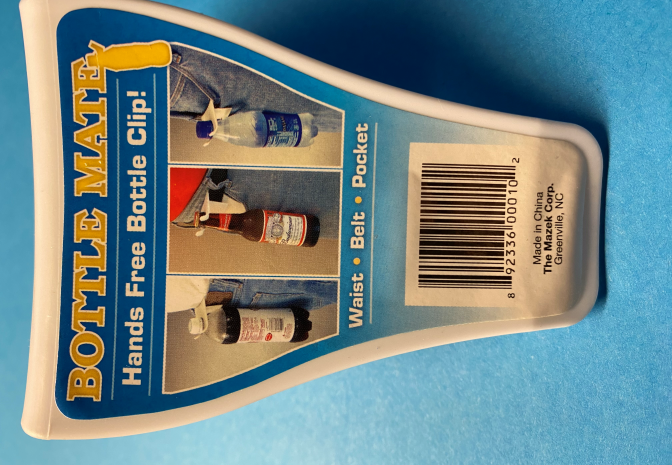 BOTTLE MATE
Hands Free Bottle Clip!
Waist • Belt • Pocket
8 92336 00010 2
Made in China
The Mazek Corp.
Greenville, NC